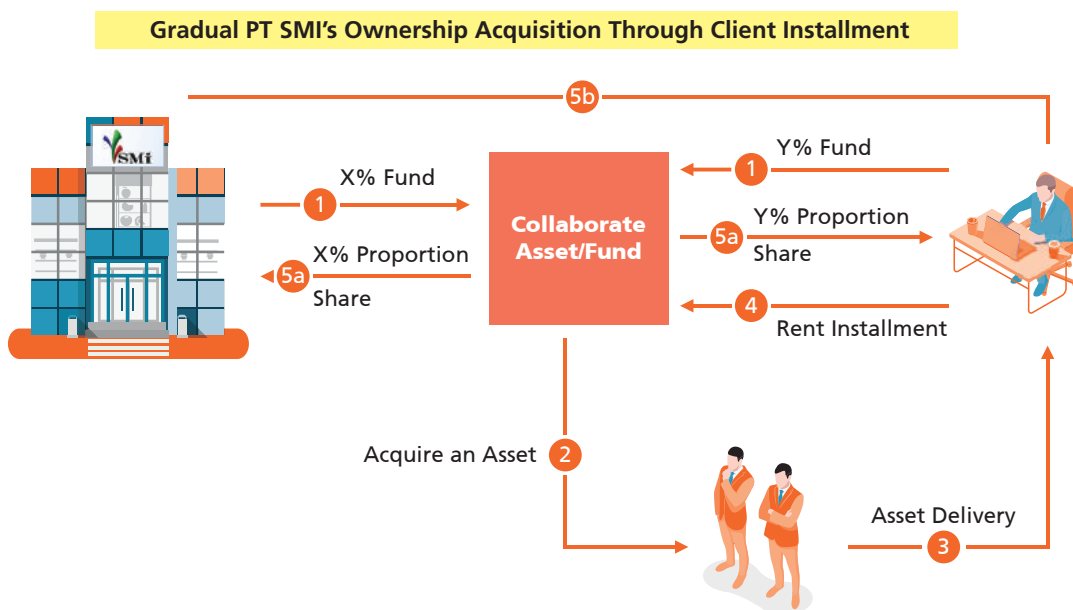 Gradual PT SMI's Ownership Acquisition Through Client Installment
5b
SMi
X% Fund
1
X% Proportion
5a
Share
Collaborate
Asset/Fund
Y% Fund
1
Y% Proportion
5a
Share
4
Rent Installment
Acquire an Asset 2
Asset Delivery
3